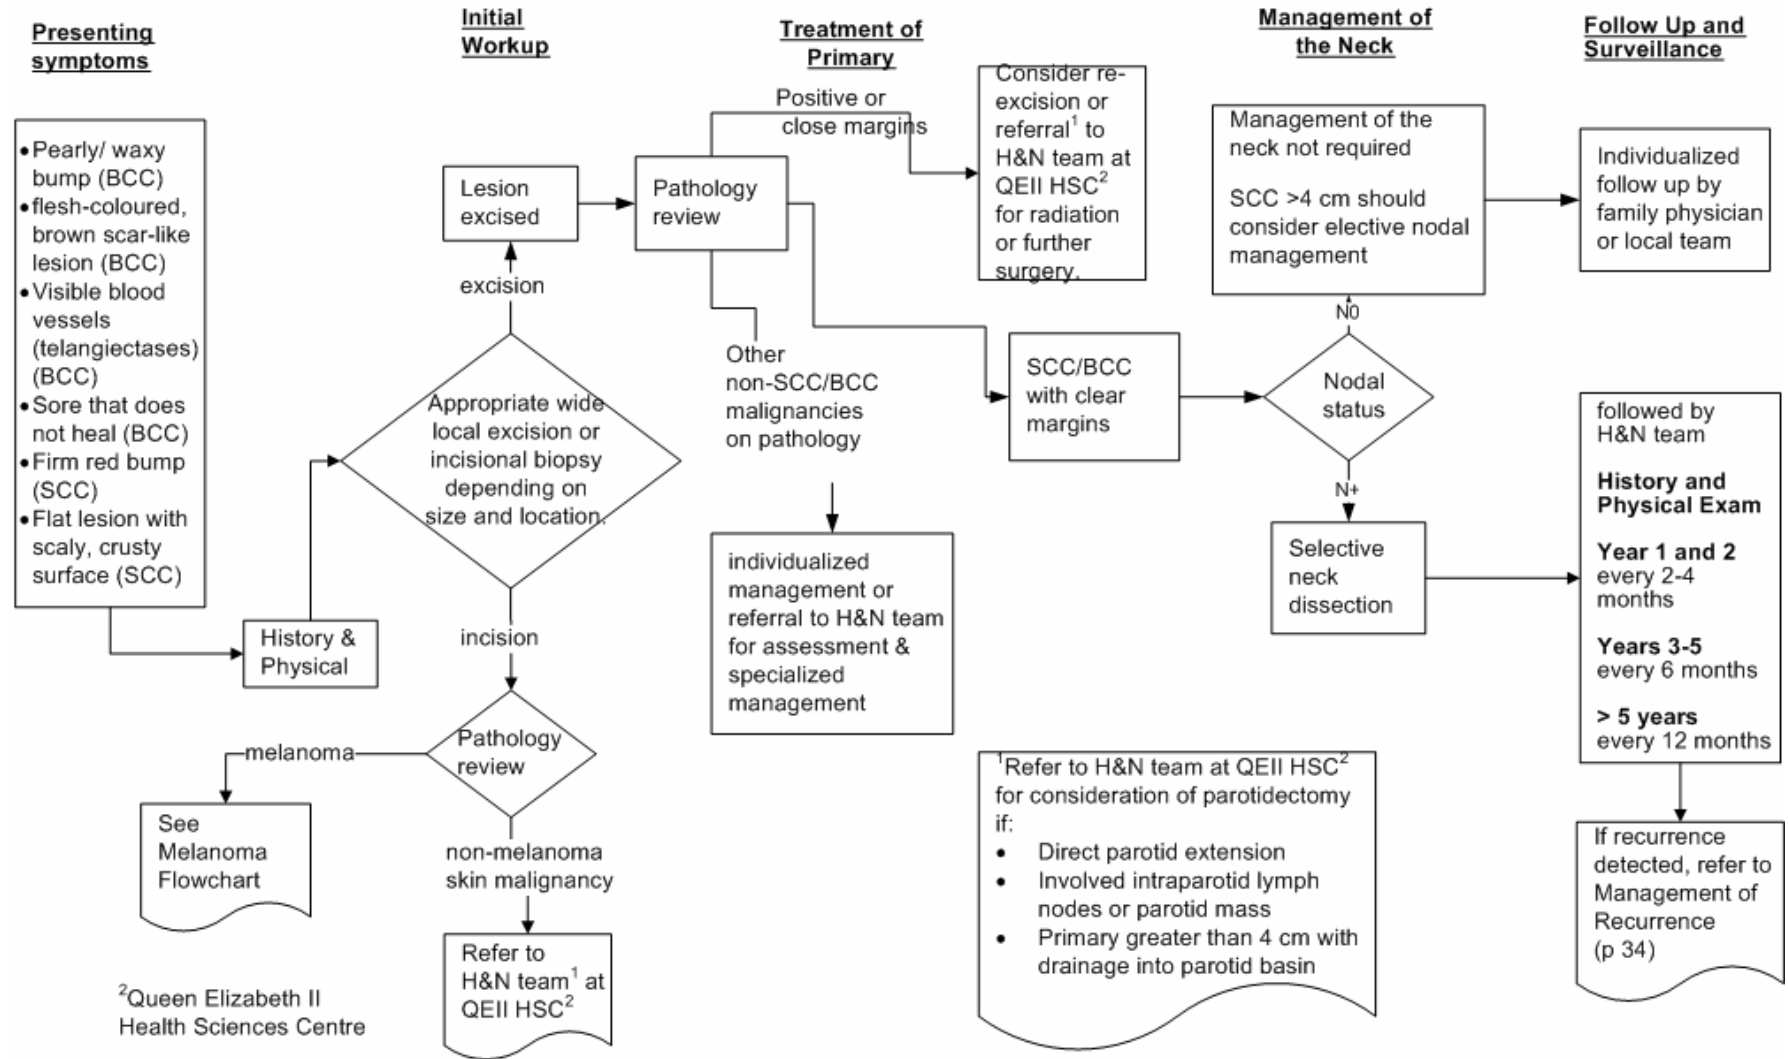 Presenting
symptoms
Initial
Workup
Treatment of
Primary
Management of
the Neck
Follow Up and
Surveillance
•Pearly/ waxy
bump (BCC)
•flesh-coloured,
brown scar-like
lesion (BCC)
•Visible blood
vessels
(telangiectases)
(BCC)
•Sore that does
not heal (BCC)
•Firm red bump
(SCC)
•Flat lesion with
scaly, crusty
surface (SCC)
History &
Physical
Appropriate wide
local excision or
incisional biopsy
depending on
size and location.
excision
Lesion
excised
incision
Pathology
review
melanoma
See
Melanoma
Flowchart
non-melanoma
skin malignancy
Refer to
H&N team¹ at
QEII HSC²
²Queen Elizabeth II
Health Sciences Centre
Pathology
review
Positive or
close margins
Consider re-
excision or
referral¹ to
H&N team at
QEII HSC²
for radiation
or further
surgery.
Other
non-SCC/BCC
malignancies
on pathology
individualized
management or
referral to H&N team
for assessment &
specialized
management
SCC/BCC
with clear
margins
Nodal
status
N0
Management of the
neck not required
SCC >4 cm should
consider elective nodal
management
Individualized
follow up by
family physician
or local team
N+
Selective
neck
dissection
followed by
H&N team
History and
Physical Exam
Year 1 and 2
every 2-4
months
Years 3-5
every 6 months
> 5 years
every 12 months
If recurrence
detected, refer to
Management of
Recurrence
(p 34)
¹Refer to H&N team at QEII HSC²
for consideration of parotidectomy
if:
• Direct parotid extension
• Involved intraparotid lymph
nodes or parotid mass
• Primary greater than 4 cm with
drainage into parotid basin